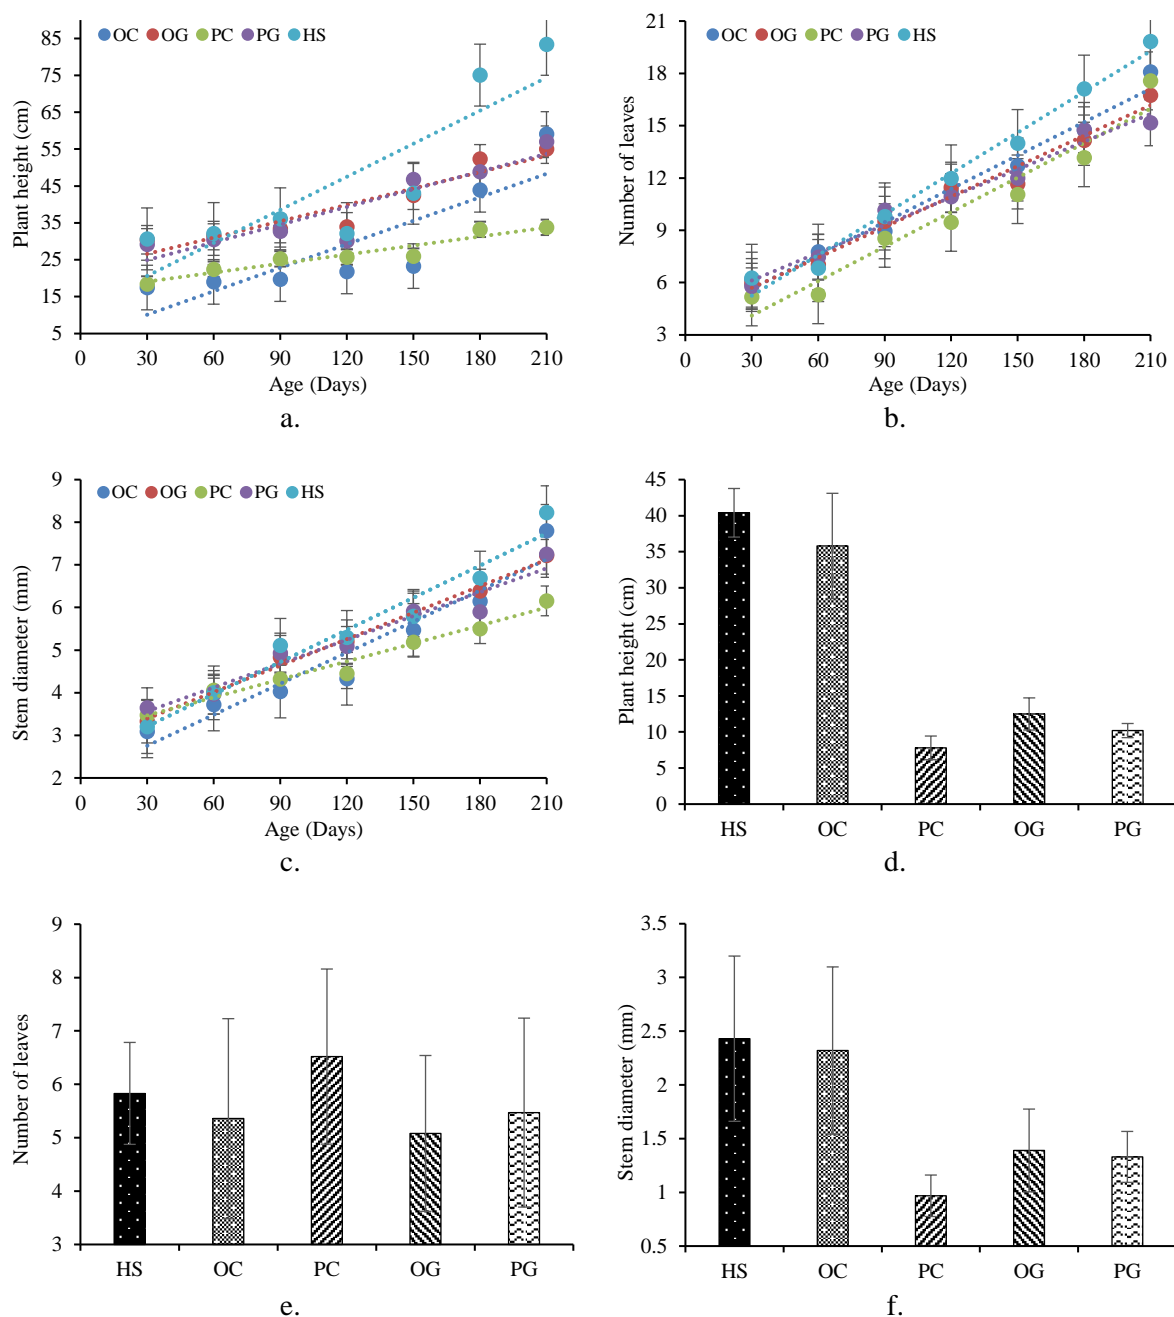 Plant height (cm)
OC OG PC PG HS
85
75
65
55
45
35
25
15
5
0 30 60 90 120 150 180 210
Age (Days)
a.
Number of leaves
OC OG PC PG HS
21
18
15
12
9
6
3
0 30 60 90 120 150 180 210
Age (Days)
b.
Stem diameter (mm)
OC OG PC PG HS
9
8
7
6
5
4
3
2
0 30 60 90 120 150 180 210
Age (Days)
c.
Plant height (cm)
45
40
35
30
25
20
15
10
5
0
HS OC PC OG PG
d.
Number of leaves
9
8
7
6
5
4
3
HS OC PC OG PG
e.
Stem diameter (mm)
3.5
3
2.5
2
1.5
1
0.5
HS OC PC OG PG
f.